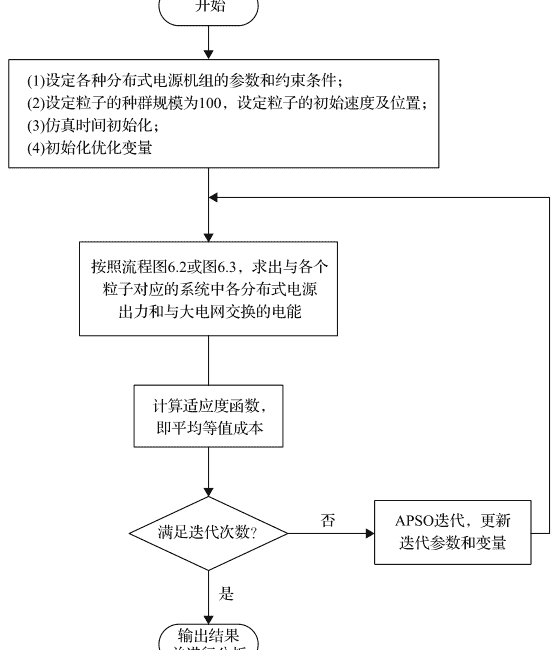 开始
(1)设定各种分布式电源机组的参数和约束条件;
(2)设定粒子的种群规模为100，设定粒子的初始速度及位置;
(3)仿真时间初始化;
(4)初始化优化变量
按照流程图6.2或图6.3，求出与各个
粒子对应的系统中各分布式电源
出力和与大电网交换的电能
计算适应度函数，
即平均等值成本
满足迭代次数?
否
APSO迭代，更新
迭代参数和变量
是
输出结果
并进行分析